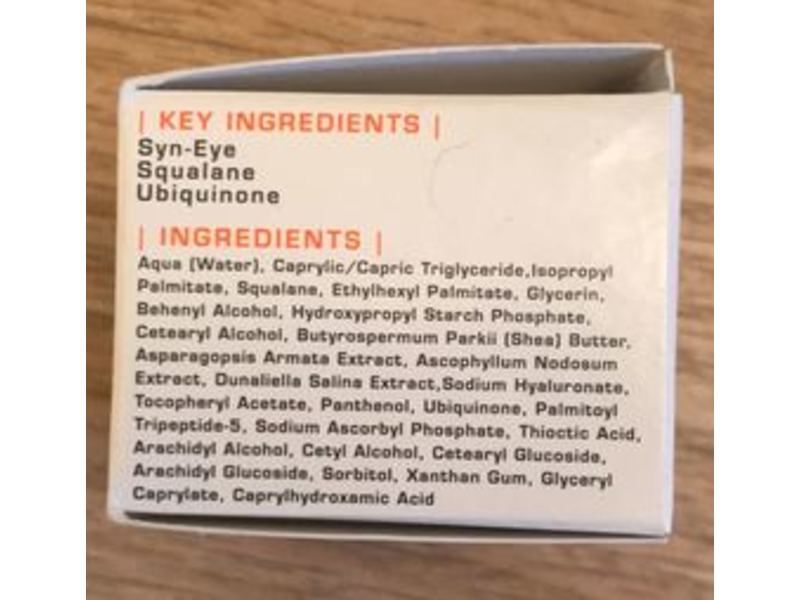 | KEY INGREDIENTS |
Syn-Eye
Squalane
Ubiquinone
| INGREDIENTS |
Aqua (Water), Caprylic/Capric Triglyceride,Isopropyl
Palmitate, Squalane, Ethylhexyl Palmitate, Glycerin,
Behenyl Alcohol, Hydroxypropyl Starch Phosphate,
Cetearyl Alcohol, Butyrospermum Parkii (Shea) Butter,
Asparagopsis Armata Extract, Ascophyllum Nodosum
Extract, Dunaliella Salina Extract,Sodium Hyaluronate,
Tocopheryl Acetate, Panthenol, Ubiquinone, Palmitoyl
Tripeptide-5, Sodium Ascorbyl Phosphate, Thioctic Acid,
Arachidyl Alcohol, Cetyl Alcohol, Cetearyl Glucoside,
Arachidyl Glucoside, Sorbitol, Xanthan Gum, Glyceryl
Caprylate, Caprylhydroxamic Acid